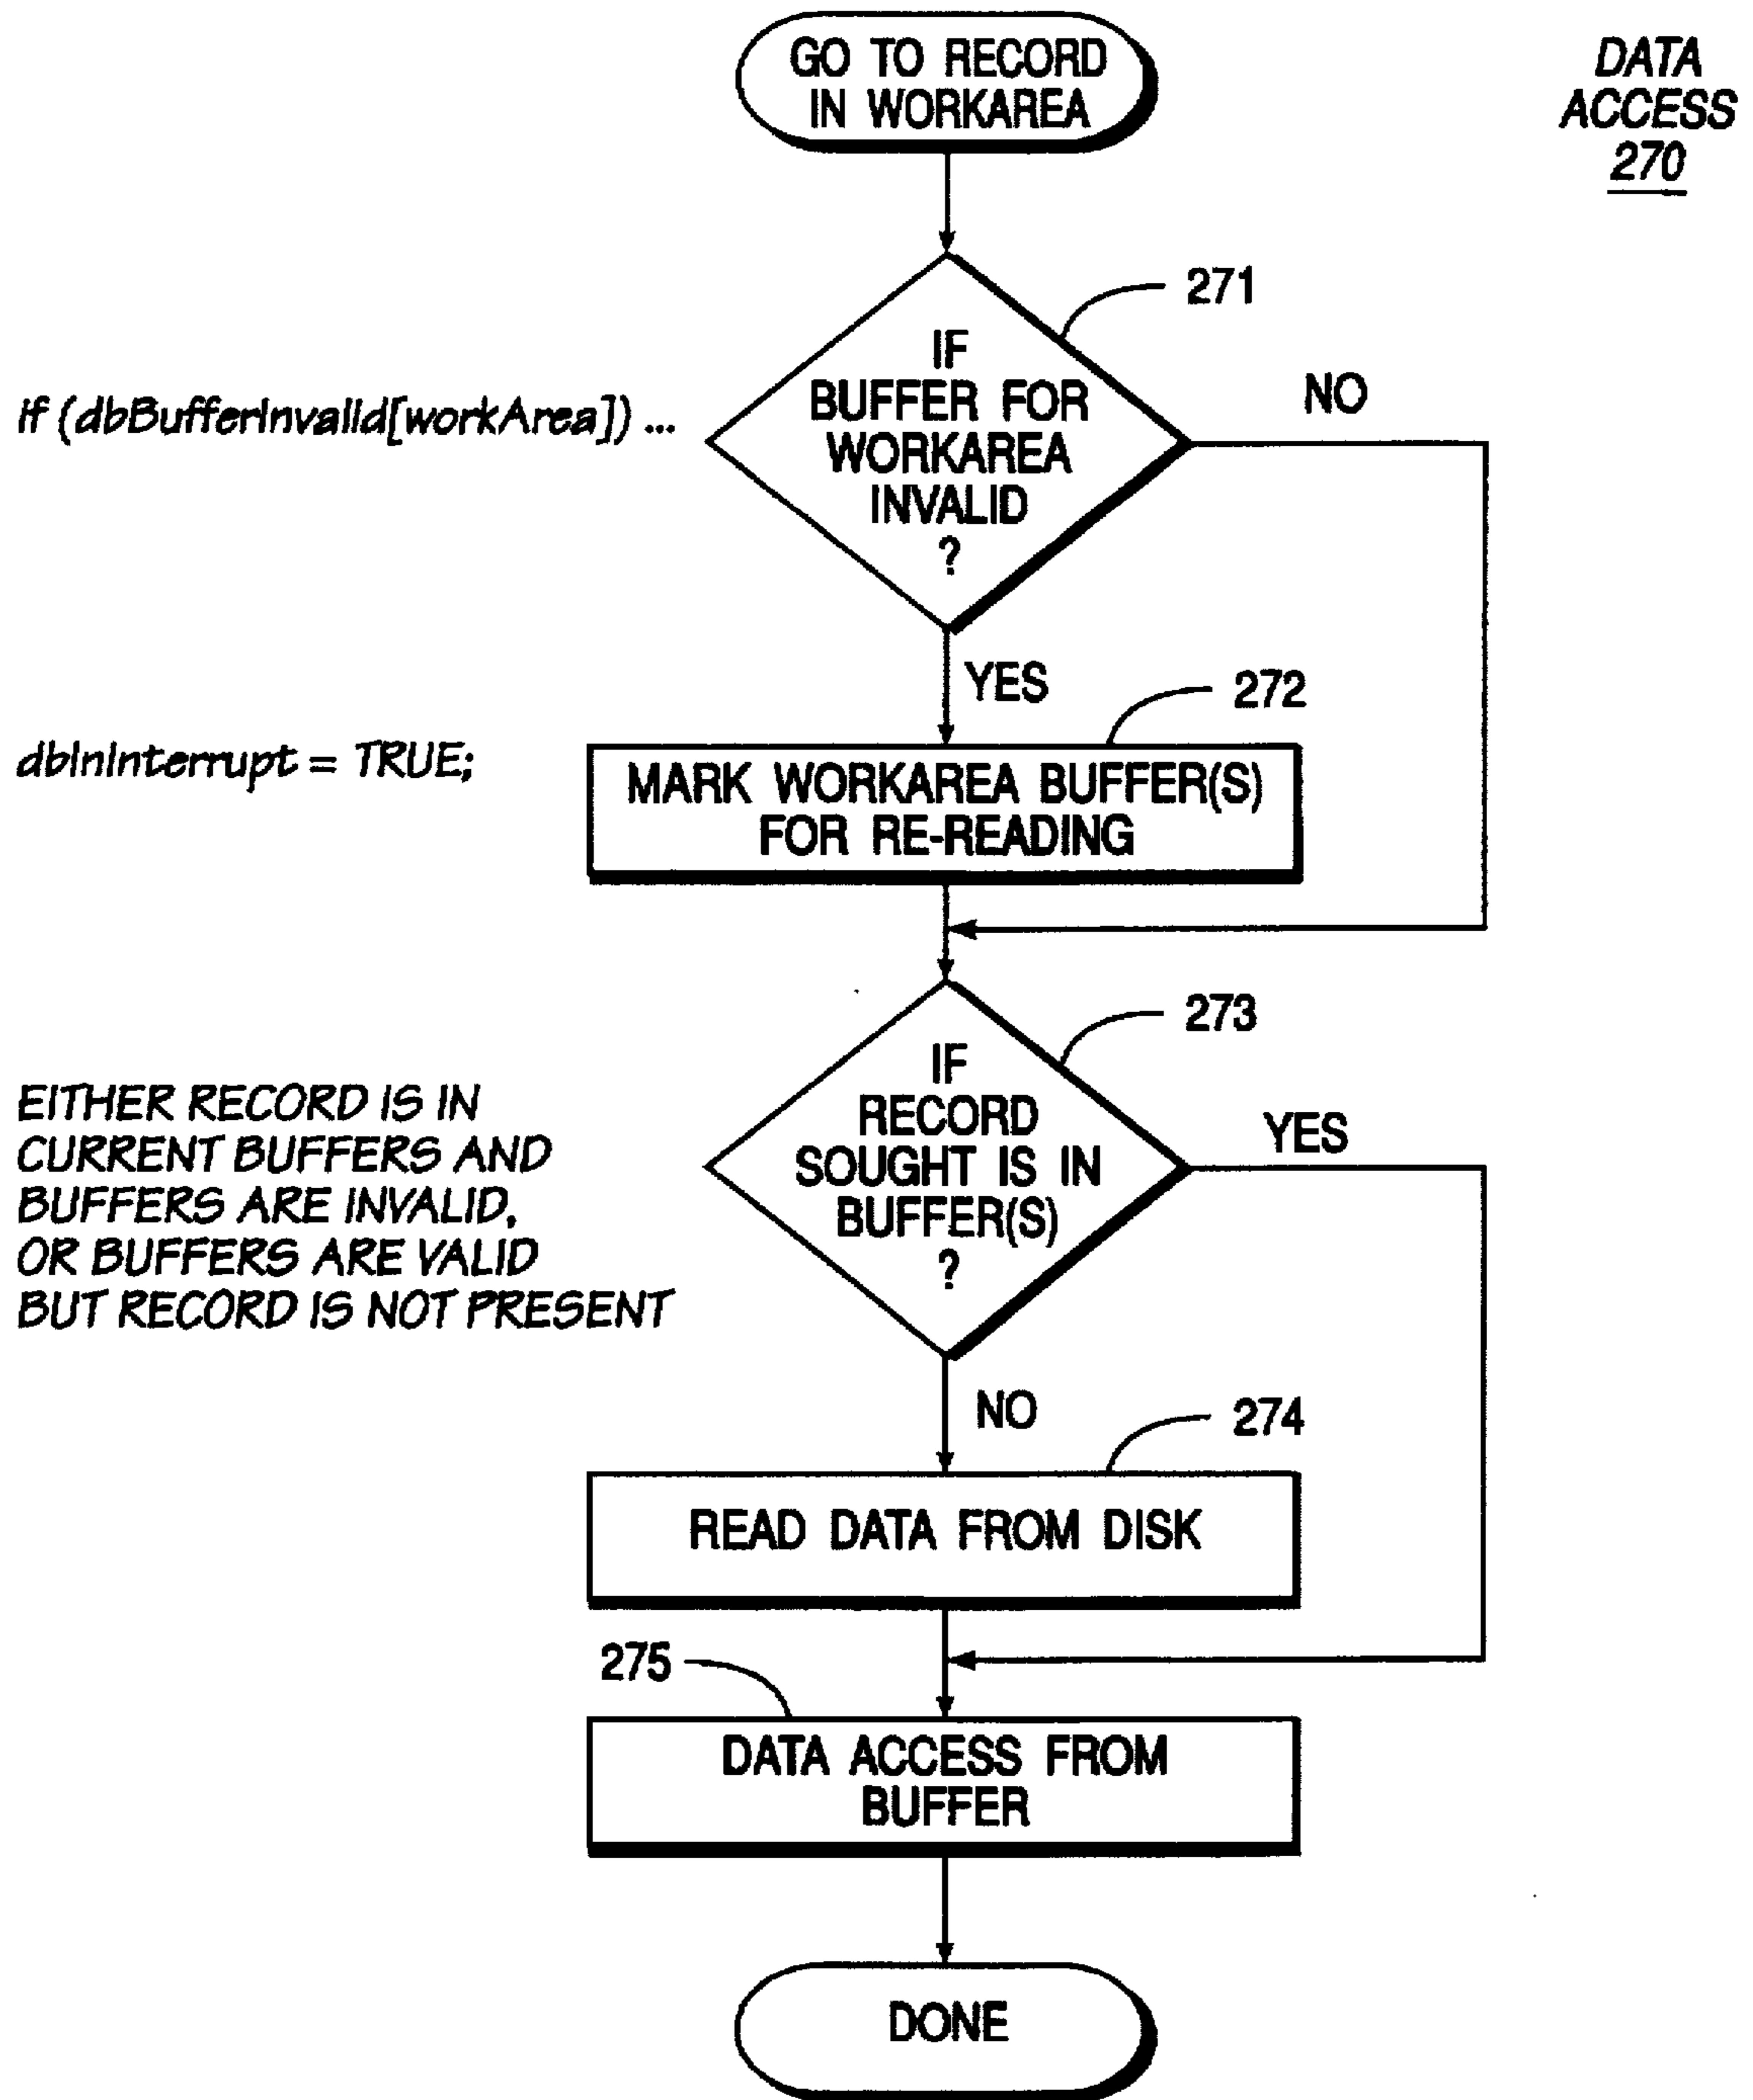 GO TO RECORD
IN WORKAREA
DATA
ACCESS
270
271
IF
BUFFER FOR
WORKAREA
INVALID
?
NO
if (dbBufferInvalid[workArea]) ...
YES
272
dbInInterrupt = TRUE;
MARK WORKAREA BUFFER(S)
FOR RE-READING
273
IF
RECORD
SOUGHT IS IN
BUFFER(S)
?
YES
EITHER RECORD IS IN
CURRENT BUFFERS AND
BUFFERS ARE INVALID,
OR BUFFERS ARE VALID
BUT RECORD IS NOT PRESENT
NO
274
READ DATA FROM DISK
275
DATA ACCESS FROM
BUFFER
DONE